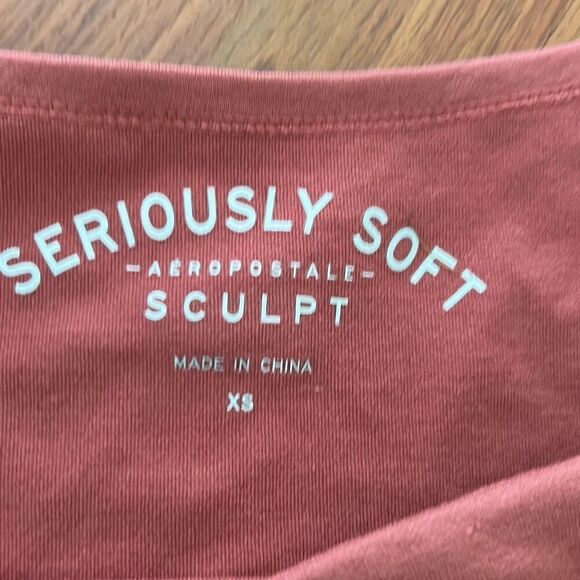 SERIOUSLY SOFT
-AEROPOSTALE-
SCULPT
MADE IN CHINA
XS